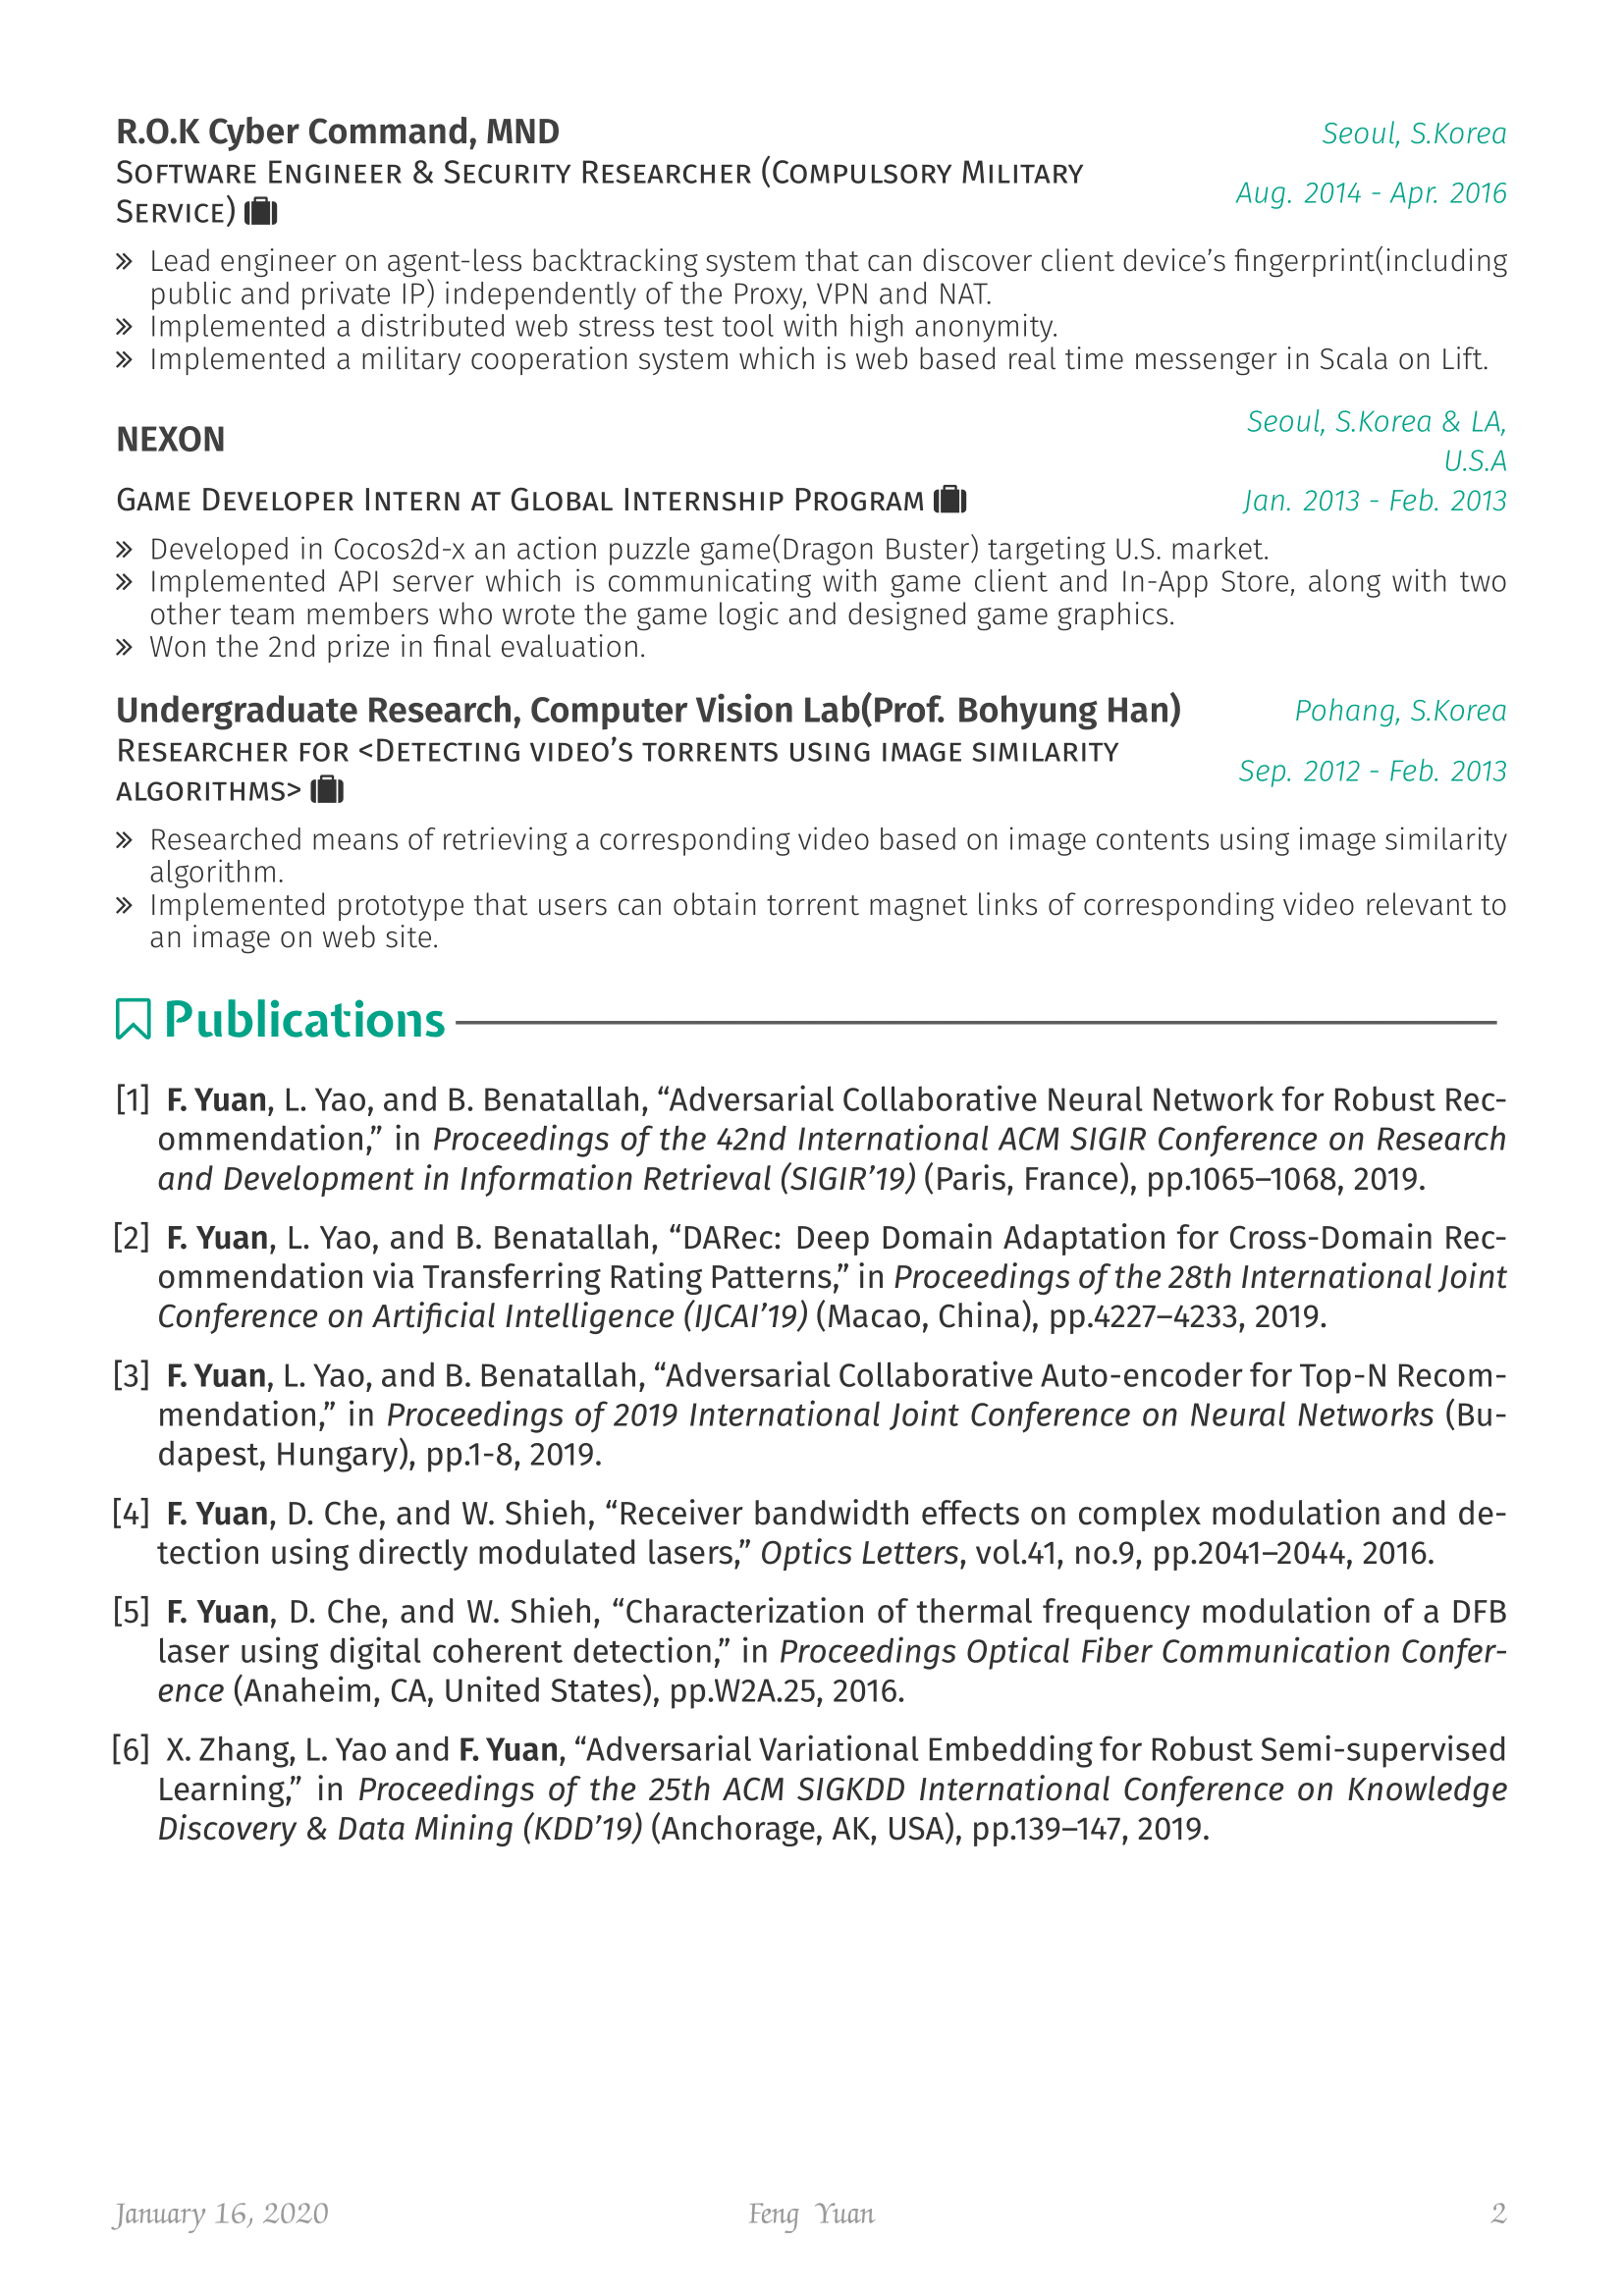 R.O.K Cyber Command, MND
Seoul, S.Korea
Software Engineer & Security Researcher (Compulsory Military
Service)
Aug. 2014 - Apr. 2016
» Lead engineer on agent-less backtracking system that can discover client device’s fingerprint(including
public and private IP) independently of the Proxy, VPN and NAT.
» Implemented a distributed web stress test tool with high anonymity.
» Implemented a military cooperation system which is web based real time messenger in Scala on Lift.
NEXON
Seoul, S.Korea & LA,
U.S.A
Game Developer Intern at Global Internship Program
Jan. 2013 - Feb. 2013
» Developed in Cocos2d-x an action puzzle game(Dragon Buster) targeting U.S. market.
» Implemented API server which is communicating with game client and In-App Store, along with two
other team members who wrote the game logic and designed game graphics.
» Won the 2nd prize in final evaluation.
Undergraduate Research, Computer Vision Lab(Prof. Bohyung Han)
Pohang, S.Korea
Researcher for <Detecting video’s torrents using image similarity
algorithms>
Sep. 2012 - Feb. 2013
» Researched means of retrieving a corresponding video based on image contents using image similarity
algorithm.
» Implemented prototype that users can obtain torrent magnet links of corresponding video relevant to
an image on web site.
Publications
[1] F. Yuan, L. Yao, and B. Benatallah, “Adversarial Collaborative Neural Network for Robust Rec-
ommendation,” in Proceedings of the 42nd International ACM SIGIR Conference on Research
and Development in Information Retrieval (SIGIR’19) (Paris, France), pp.1065–1068, 2019.
[2] F. Yuan, L. Yao, and B. Benatallah, “DARec: Deep Domain Adaptation for Cross-Domain Rec-
ommendation via Transferring Rating Patterns,” in Proceedings of the 28th International Joint
Conference on Artificial Intelligence (IJCAI’19) (Macao, China), pp.4227–4233, 2019.
[3] F. Yuan, L. Yao, and B. Benatallah, “Adversarial Collaborative Auto-encoder for Top-N Recom-
mendation,” in Proceedings of 2019 International Joint Conference on Neural Networks (Bu-
dapest, Hungary), pp.1-8, 2019.
[4] F. Yuan, D. Che, and W. Shieh, “Receiver bandwidth effects on complex modulation and de-
tection using directly modulated lasers,” Optics Letters, vol.41, no.9, pp.2041–2044, 2016.
[5] F. Yuan, D. Che, and W. Shieh, “Characterization of thermal frequency modulation of a DFB
laser using digital coherent detection,” in Proceedings Optical Fiber Communication Confer-
ence (Anaheim, CA, United States), pp.W2A.25, 2016.
[6] X. Zhang, L. Yao and F. Yuan, “Adversarial Variational Embedding for Robust Semi-supervised
Learning,” in Proceedings of the 25th ACM SIGKDD International Conference on Knowledge
Discovery & Data Mining (KDD’19) (Anchorage, AK, USA), pp.139–147, 2019.
January 16, 2020
Feng Yuan
2